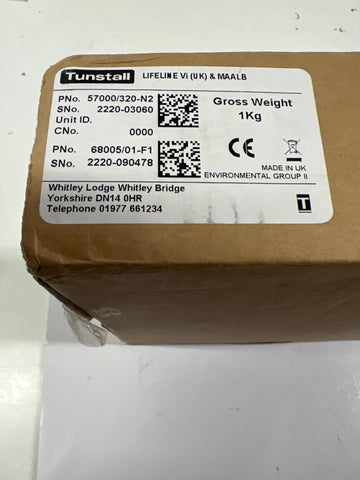 Tunstall LIFELINE Vi (UK) & MAALB
PNo. 57000/320-N2
SNo. 2220-03060
Unit ID.
CNo. 0000
Gross Weight
1Kg
PNo. 68005/01-F1
SNo. 2220-090478
CE
MADE IN UK
ENVIRONMENTAL GROUP II
Whitley Lodge Whitley Bridge
Yorkshire DN14 0HR
Telephone 01977 661234
T